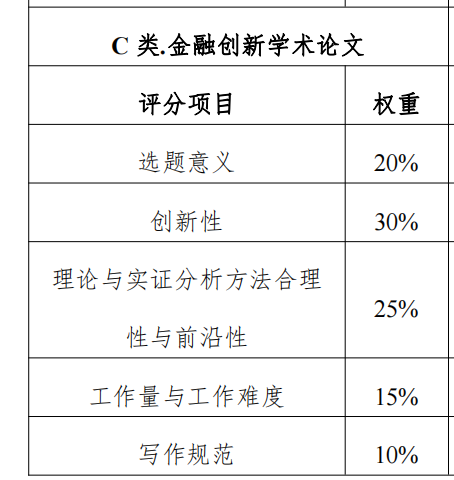 C 类.金融创新学术论文
评分项目 权重
选题意义 20%
创新性 30%
理论与实证分析方法合理
性与前沿性 25%
工作量与工作难度 15%
写作规范 10%